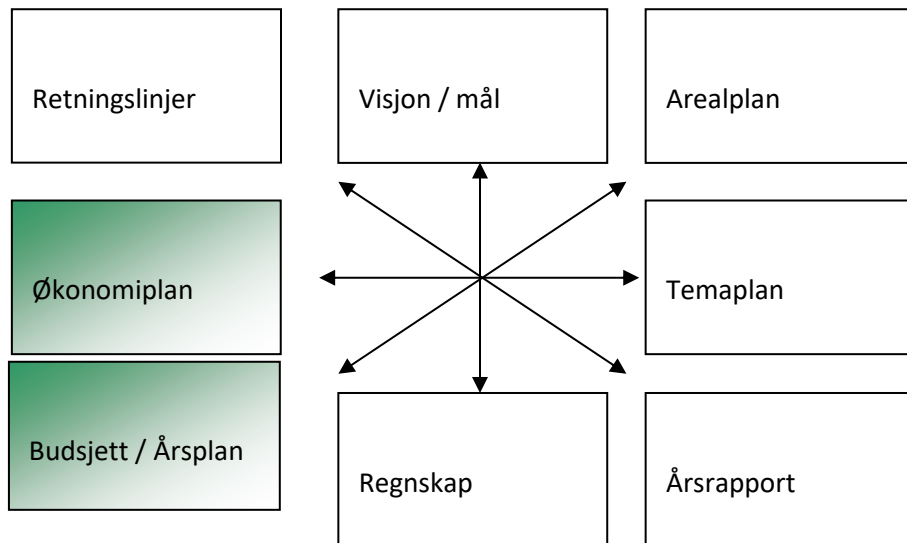 Retningslinjer
Visjon / mål
Arealplan
Økonomiplan
Temaplan
Budsjett / Årsplan
Regnskap
Årsrapport